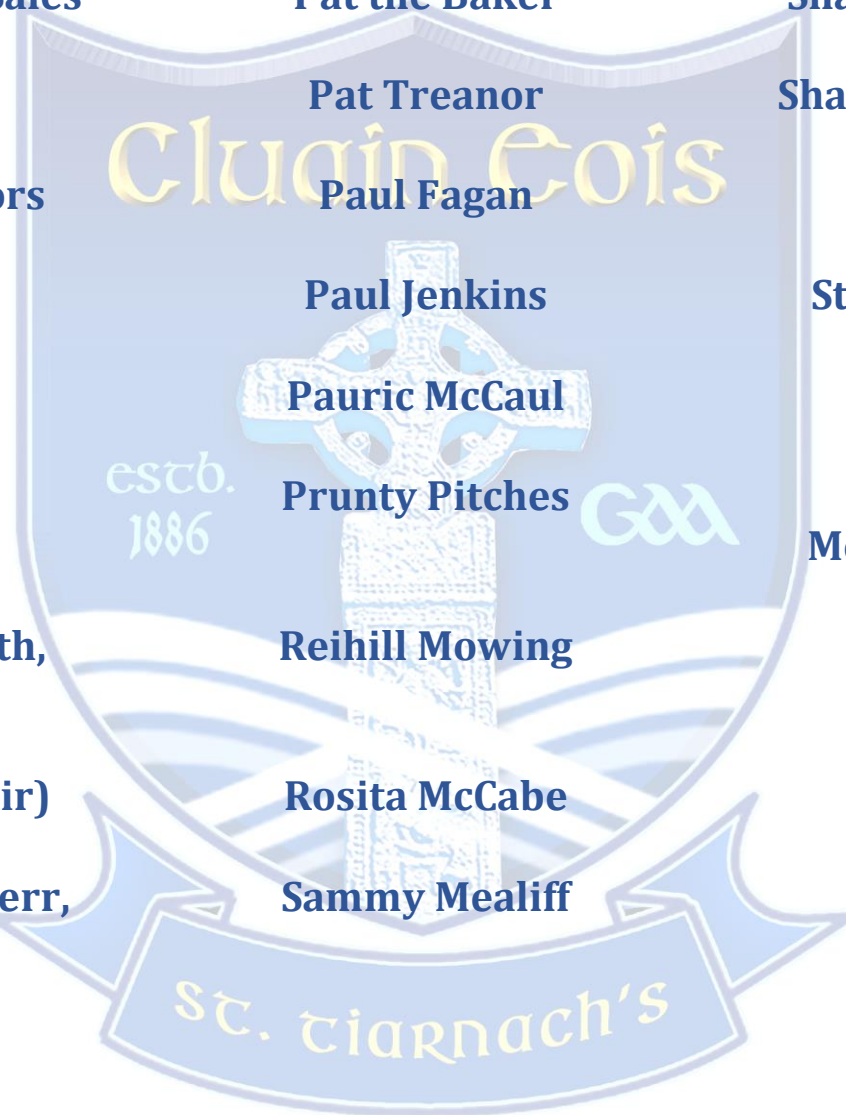 Pat the Baker
Pat Treanor
Cluain Eois
Paul Fagan
Paul Jenkins
Pauric McCaul
estb.
1886
Prunty Pitches
GAA
Reihill Mowing
Rosita McCabe
Sammy Mealiff
St. Tiarnach's